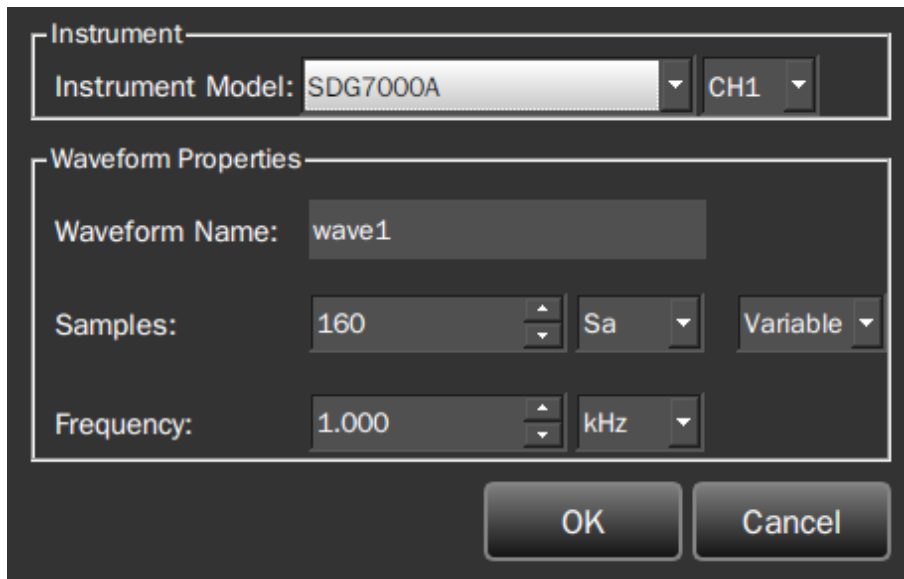 Instrument
Instrument Model: SDG7000A CH1
Waveform Properties
Waveform Name: wave1
Samples: 160 Sa Variable
Frequency: 1.000 kHz
OK Cancel